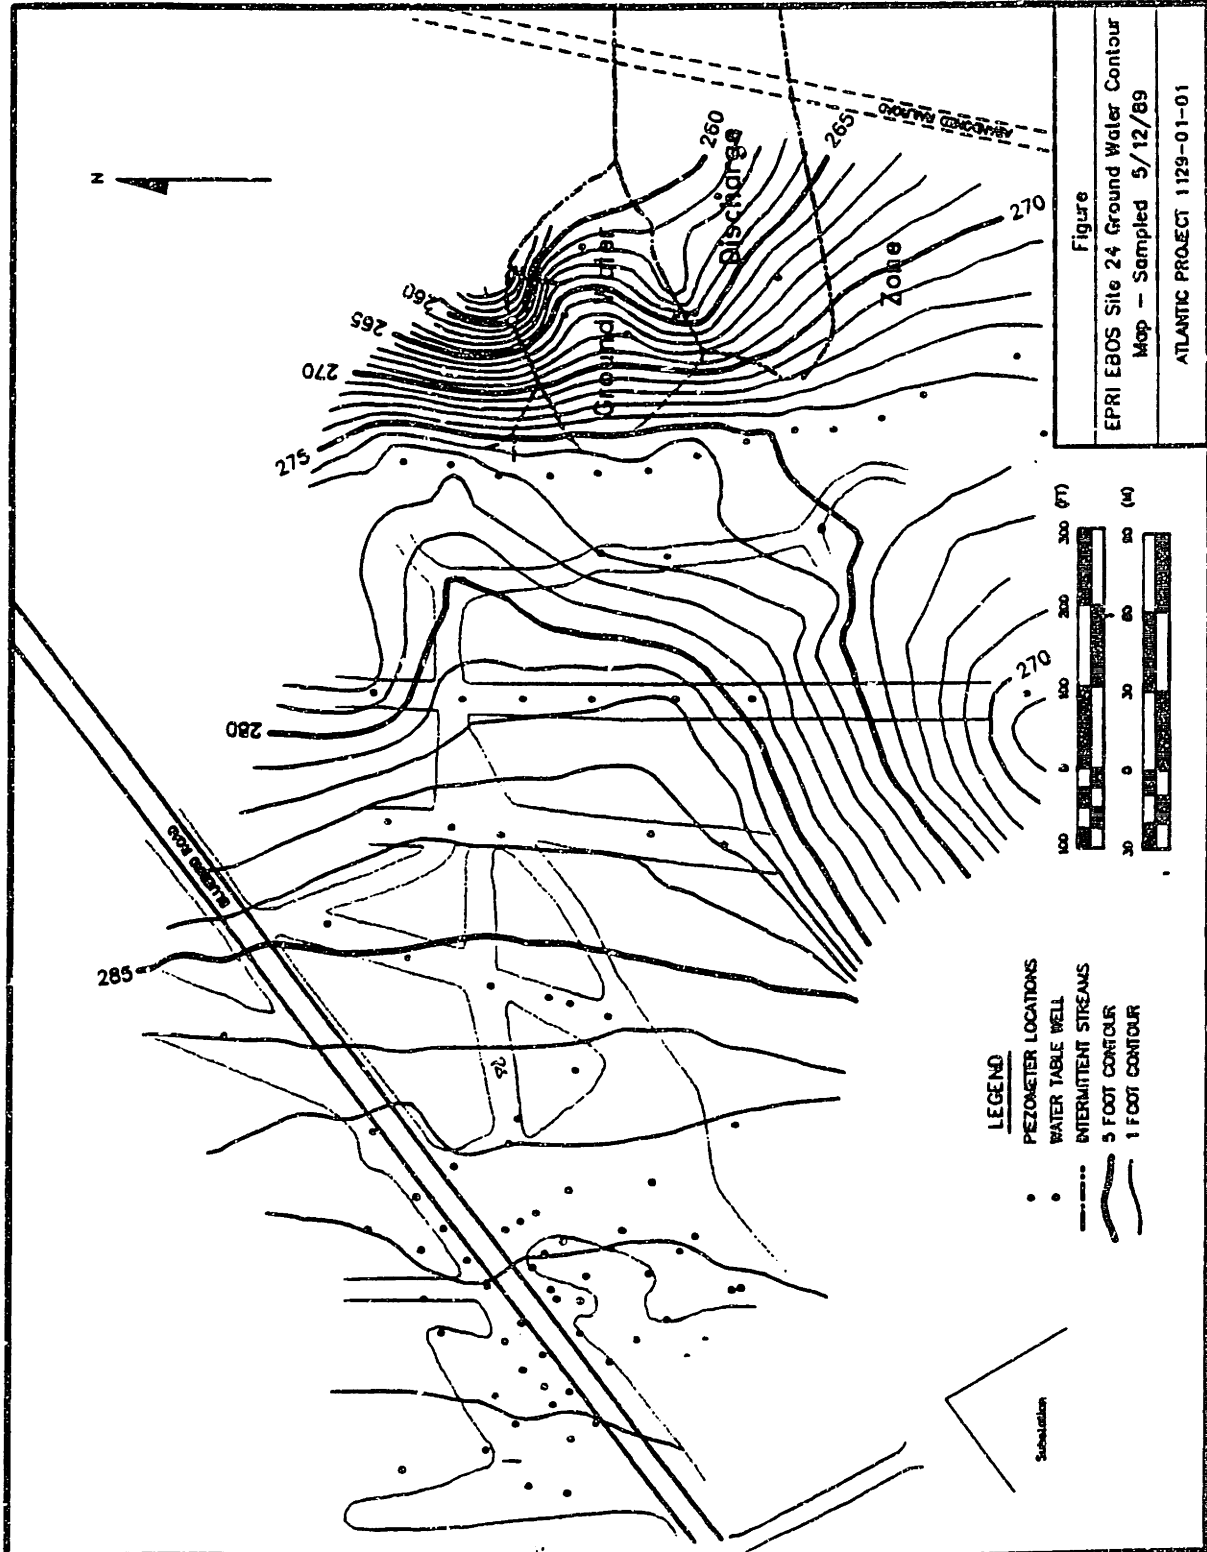 Figure
EPRI EBOS Site 24 Ground Water Contour
Map - Sampled 5/12/89
ATLANTIC PROJECT 1129-01-01
N
ABANDONED RAILROAD
260
265
270
275
280
285
260
265
270
270
Ground Water
Discharge
Zone
BLUEBIRD ROAD
24
100 0 100 200 300 (FT)
30 0 30 60 90 (M)
LEGEND
PIEZOMETER LOCATIONS
WATER TABLE WELL
INTERMITTENT STREAMS
5 FOOT CONTOUR
1 FOOT CONTOUR
Substation